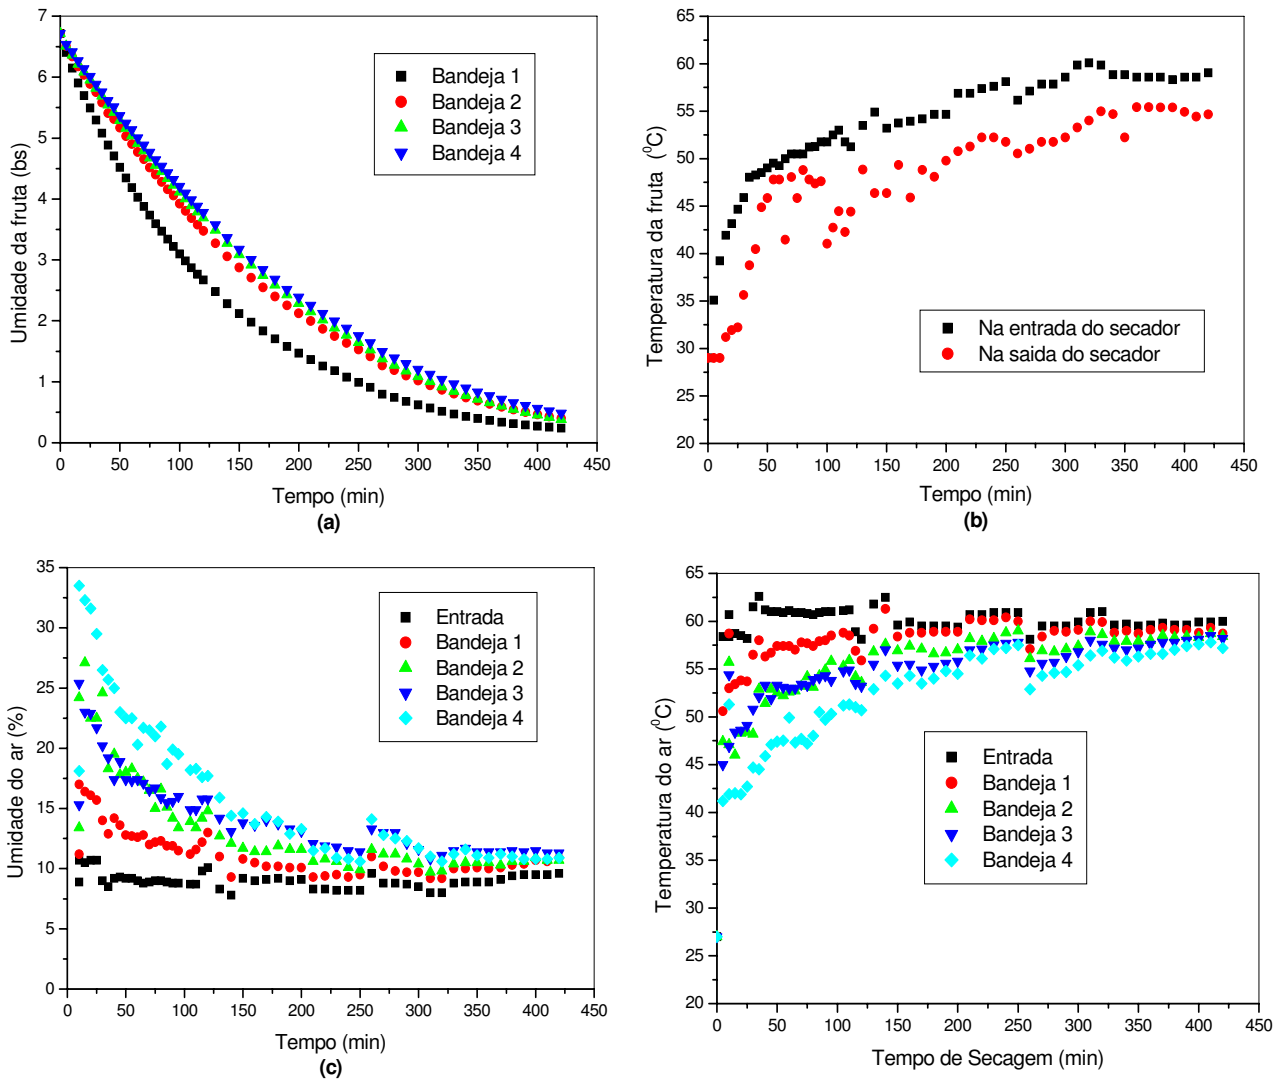 7
6
5
4
3
2
1
0
0 50 100 150 200 250 300 350 400 450
Umidade da fruta (bs)
Bandeja 1
Bandeja 2
Bandeja 3
Bandeja 4
Tempo (min)
(a)
65
60
55
50
45
40
35
30
25
20
0 50 100 150 200 250 300 350 400 450
Temperatura da fruta (⁰C)
Na entrada do secador
Na saida do secador
Tempo (min)
(b)
35
30
25
20
15
10
5
0
0 50 100 150 200 250 300 350 400 450
Umidade do ar (%)
Entrada
Bandeja 1
Bandeja 2
Bandeja 3
Bandeja 4
Tempo (min)
(c)
65
60
55
50
45
40
35
30
25
20
0 50 100 150 200 250 300 350 400 450
Temperatura do ar (⁰C)
Entrada
Bandeja 1
Bandeja 2
Bandeja 3
Bandeja 4
Tempo de Secagem (min)